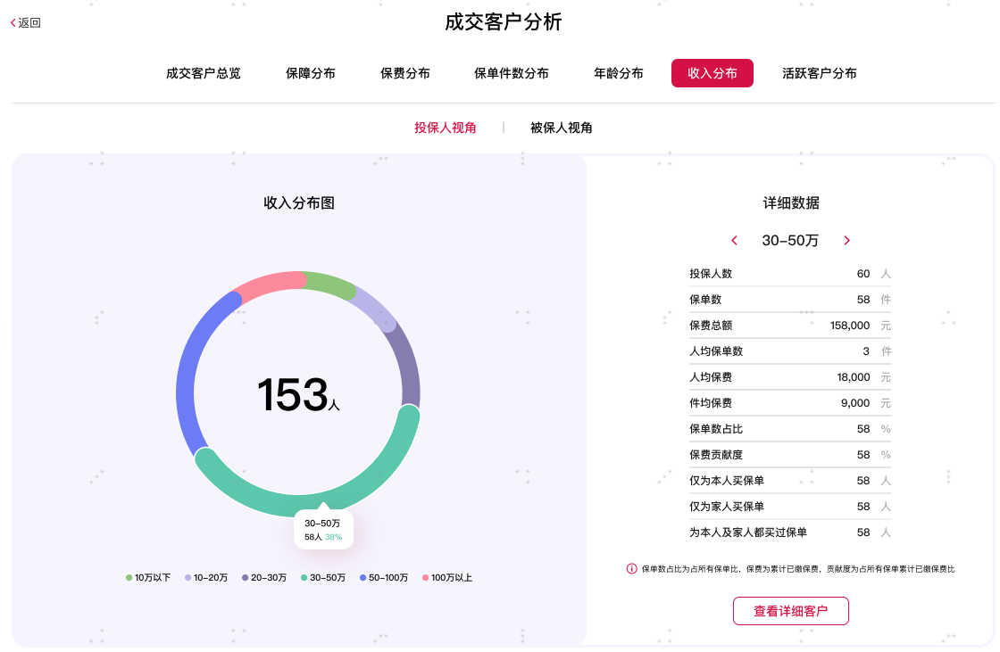 返回
成交客户分析
成交客户总览 保障分布 保费分布 保单件数分布 年龄分布 收入分布 活跃客户分布
投保人视角 | 被保人视角
收入分布图
153人
30-50万
58人 38%
10万以下 10-20万 20-30万 30-50万 50-100万 100万以上
详细数据
30-50万
投保人数 60 人
保单数 58 件
保费总额 158,000 元
人均保单数 3 件
人均保费 18,000 元
件均保费 9,000 元
保单数占比 58 %
保费贡献度 58 %
仅为本人买保单 58 人
仅为家人买保单 58 人
为本人及家人都买过保单 58 人
保单数占比为占所有保单比，保费为累计已缴保费，贡献度为占所有保单累计已缴保费比
查看详细客户